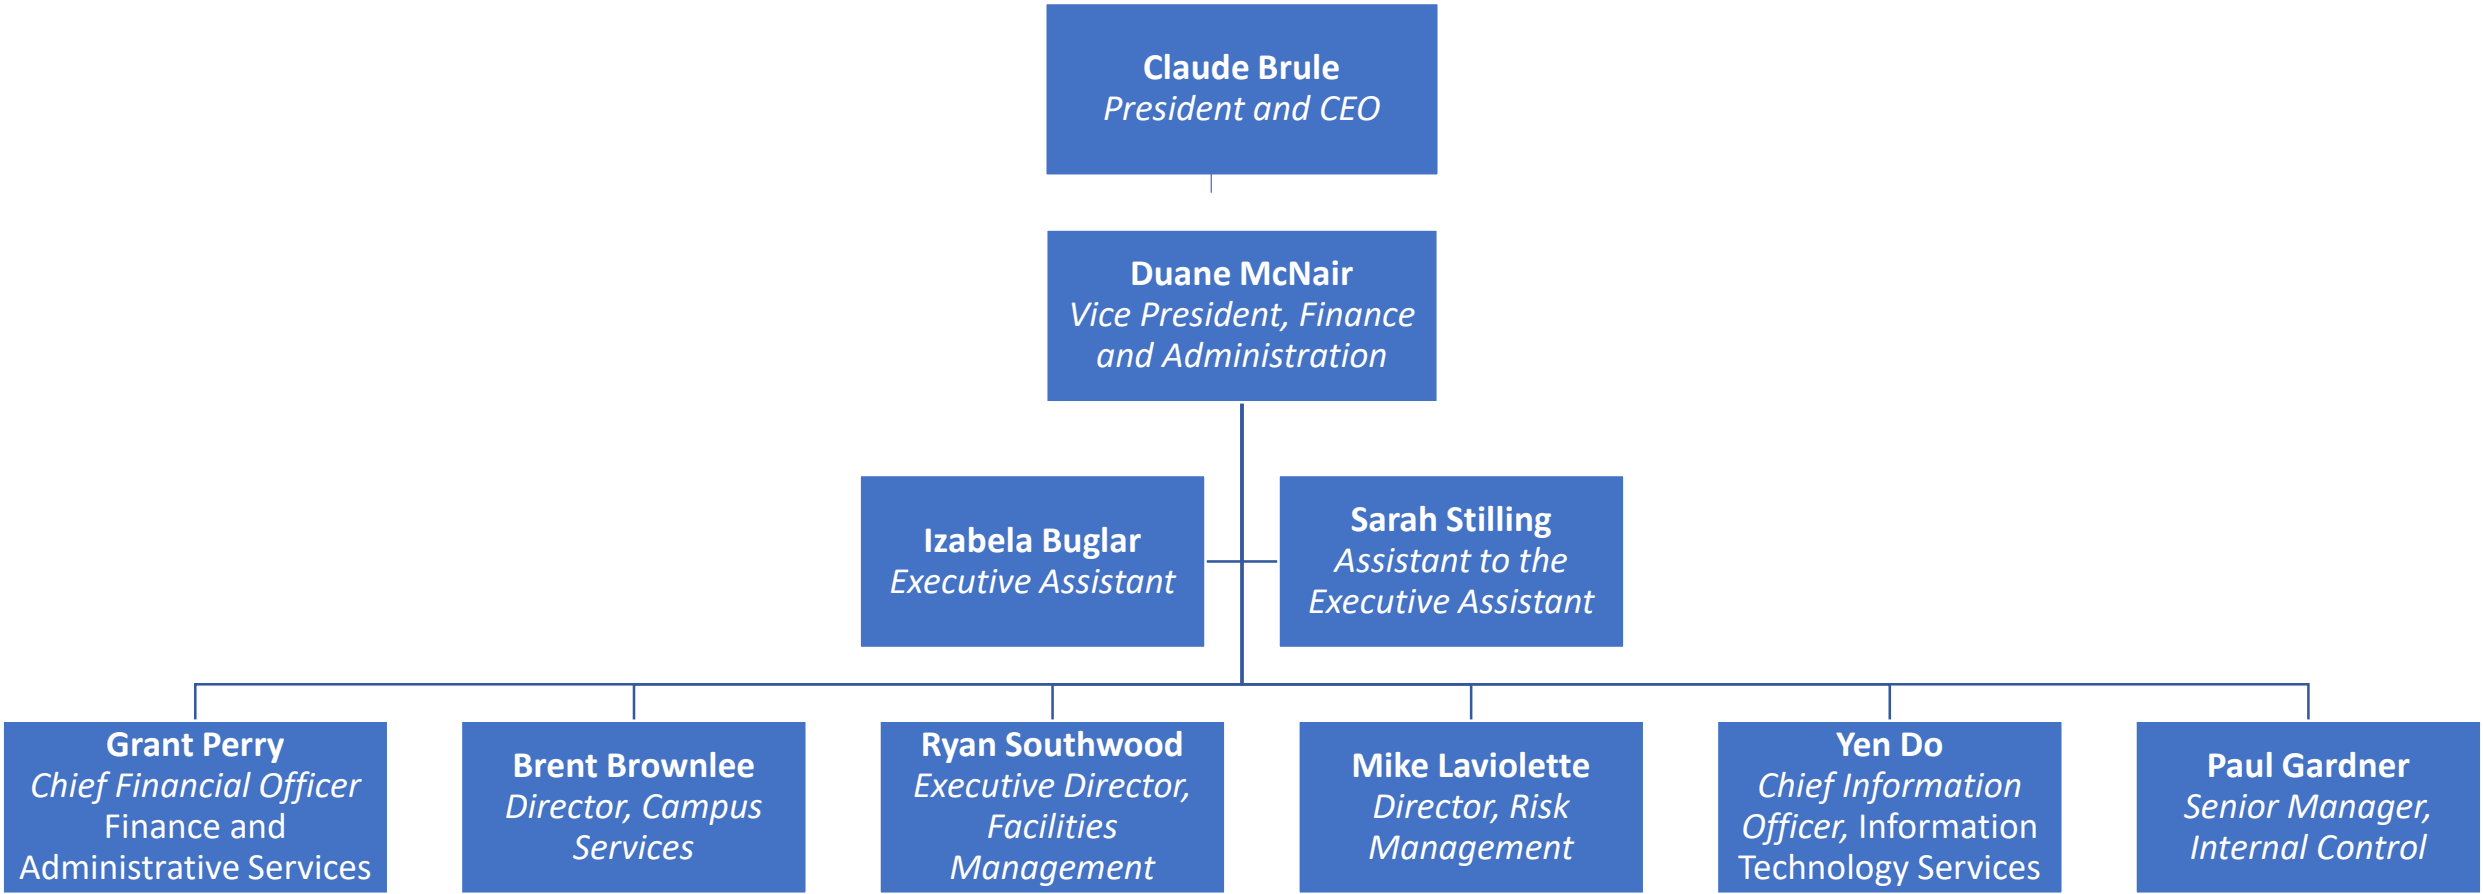 Claude Brule
President and CEO
Duane McNair
Vice President, Finance
and Administration
Izabela Buglar
Executive Assistant
Sarah Stilling
Assistant to the
Executive Assistant
Grant Perry
Chief Financial Officer
Finance and
Administrative Services
Brent Brownlee
Director, Campus
Services
Ryan Southwood
Executive Director,
Facilities
Management
Mike Laviolette
Director, Risk
Management
Yen Do
Chief Information
Officer, Information
Technology Services
Paul Gardner
Senior Manager,
Internal Control